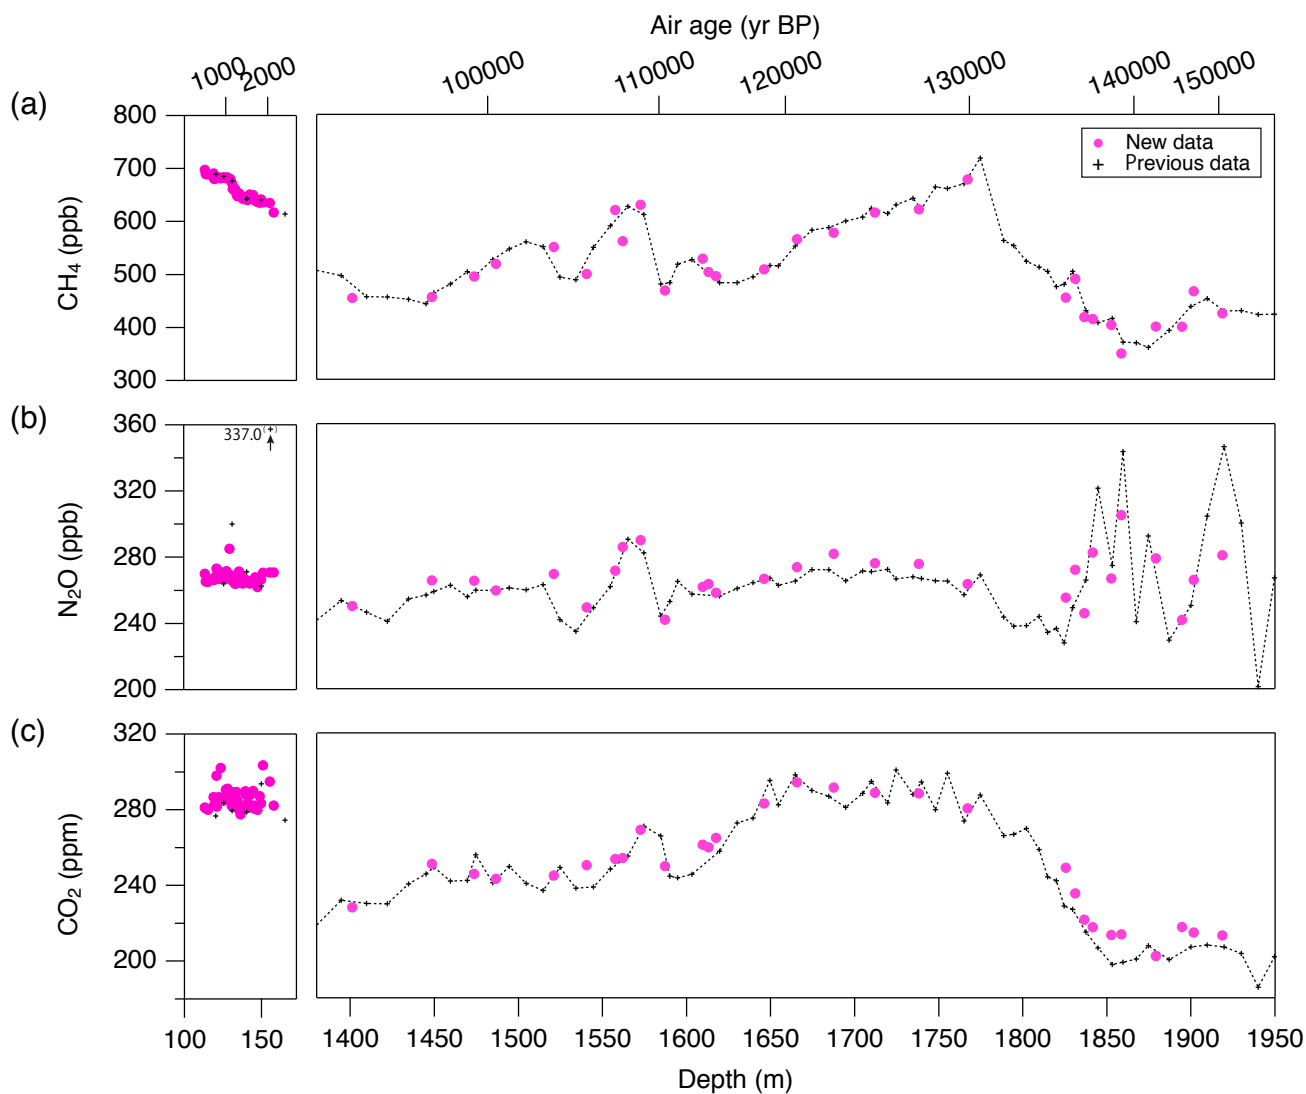 Air age (yr BP)
1000 2000 100000 110000 120000 130000 140000 150000
(a)
CH4 (ppb)
800
700
600
500
400
300
New data
Previous data
(b)
N2O (ppb)
360
320
280
240
200
337.0 (+)
(c)
CO2 (ppm)
320
280
240
200
100 150 1400 1450 1500 1550 1600 1650 1700 1750 1800 1850 1900 1950
Depth (m)